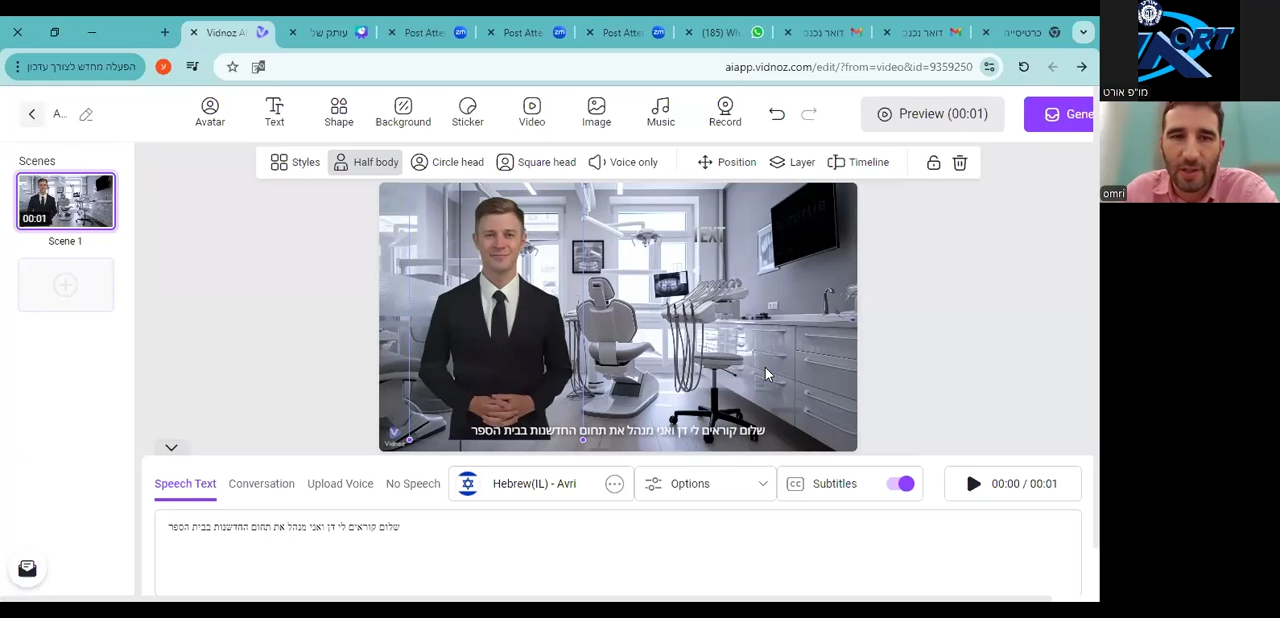 Vidnoz AI
עותק של
Post Atte
Post Atte
Post Atte
(185) Wh
דואר נכנס
דואר נכנס
כרטיסייה
הפעלה מחדש לצורך עדכון
aiapp.vidnoz.com/edit/?from=video&id=9359250
A...
Avatar
Text
Shape
Background
Sticker
Video
Image
Music
Record
Preview (00:01)
Gene
Scenes
00:01
Scene 1
Styles
Half body
Circle head
Square head
Voice only
Position
Layer
Timeline
TEXT
שלום קוראים לי דן ואני מנהל את תחום החדשנות בבית הספר
Vidnoz
Speech Text
Conversation
Upload Voice
No Speech
Hebrew(IL) - Avri
Options
CC
Subtitles
00:00 / 00:01
שלום קוראים לי דן ואני מנהל את תחום החדשנות בבית הספר
ORT
מו"פ אורט
omri